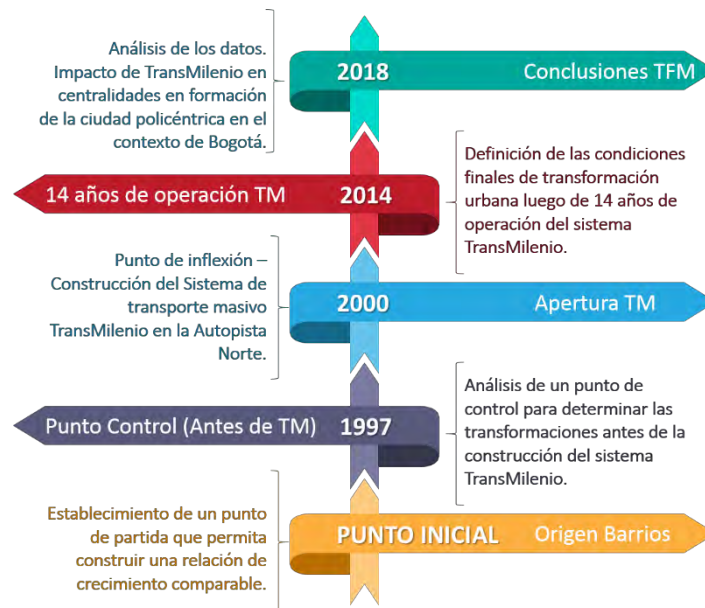 Análisis de los datos.
Impacto de TransMilenio en
centralidades en formación
de la ciudad policéntrica en el
contexto de Bogotá.
2018
Conclusiones TFM
14 años de operación TM
2014
Definición de las condiciones
finales de transformación
urbana luego de 14 años de
operación del sistema
TransMilenio.
Punto de inflexión –
Construcción del Sistema de
transporte masivo
TransMilenio en la Autopista
Norte.
2000
Apertura TM
Punto Control (Antes de TM)
1997
Análisis de un punto de
control para determinar las
transformaciones antes de la
construcción del sistema
TransMilenio.
Establecimiento de un punto
de partida que permita
construir una relación de
crecimiento comparable.
PUNTO INICIAL
Origen Barrios